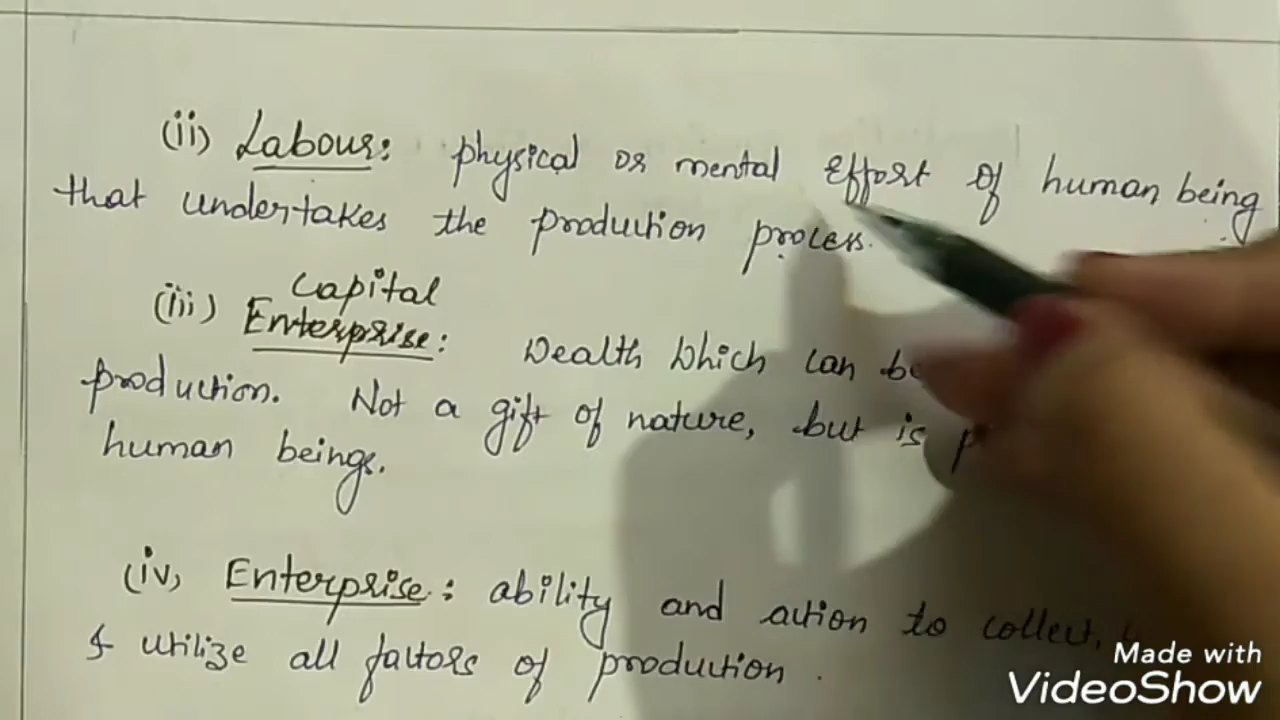 (ii) Labour: physical or mental effort of human being
that undertakes the production process.
Capital
(iii) Enterprise:   Wealth which can be
production.   Not a gift of nature, but is
human beings.
(iv) Enterprise: ability and action to collect,
& utilize all factors of production.
Made with
VideoShow